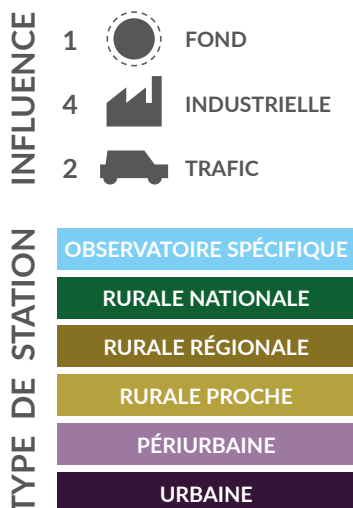 INFLUENCE
1 FOND
4 INDUSTRIELLE
2 TRAFIC
TYPE DE STATION
OBSERVATOIRE SPÉCIFIQUE
RURALE NATIONALE
RURALE RÉGIONALE
RURALE PROCHE
PÉRIURBAINE
URBAINE